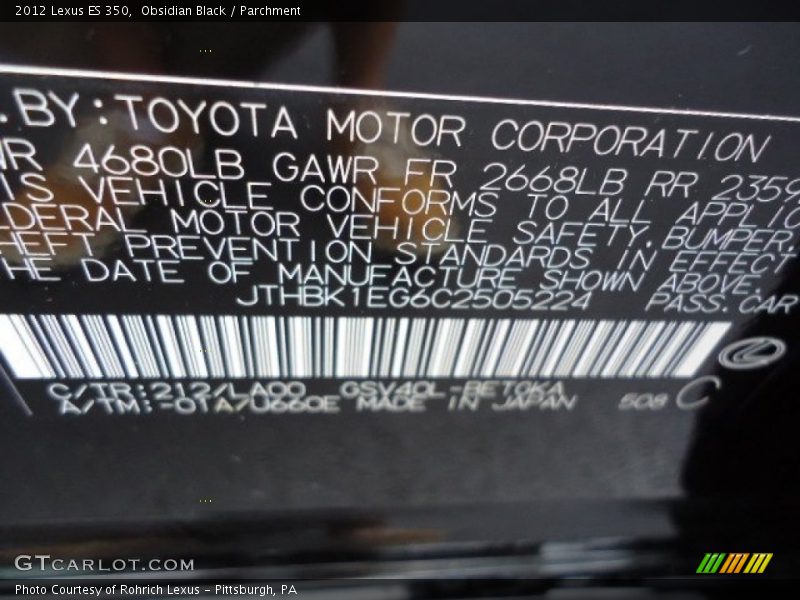 2012 Lexus ES 350,  Obsidian Black / Parchment
. BY: TOYOTA MOTOR CORPORATION
WR 4680LB GAWR FR 2668LB RR 2359
IS VEHICLE CONFORMS TO ALL APPLIC
DERAL MOTOR VEHICLE SAFETY, BUMPER,
HEFT PREVENTION STANDARDS IN EFFECT
HE DATE OF MANUFACTURE SHOWN ABOVE.
JTHBK1EG6C2505224 PASS.CAR
C/TR:212/LA00 GSV40L-BETGKA
A/TM:-01A/U660E MADE IN JAPAN 508 C
GTCARLOT.COM
Photo Courtesy of Rohrich Lexus - Pittsburgh, PA